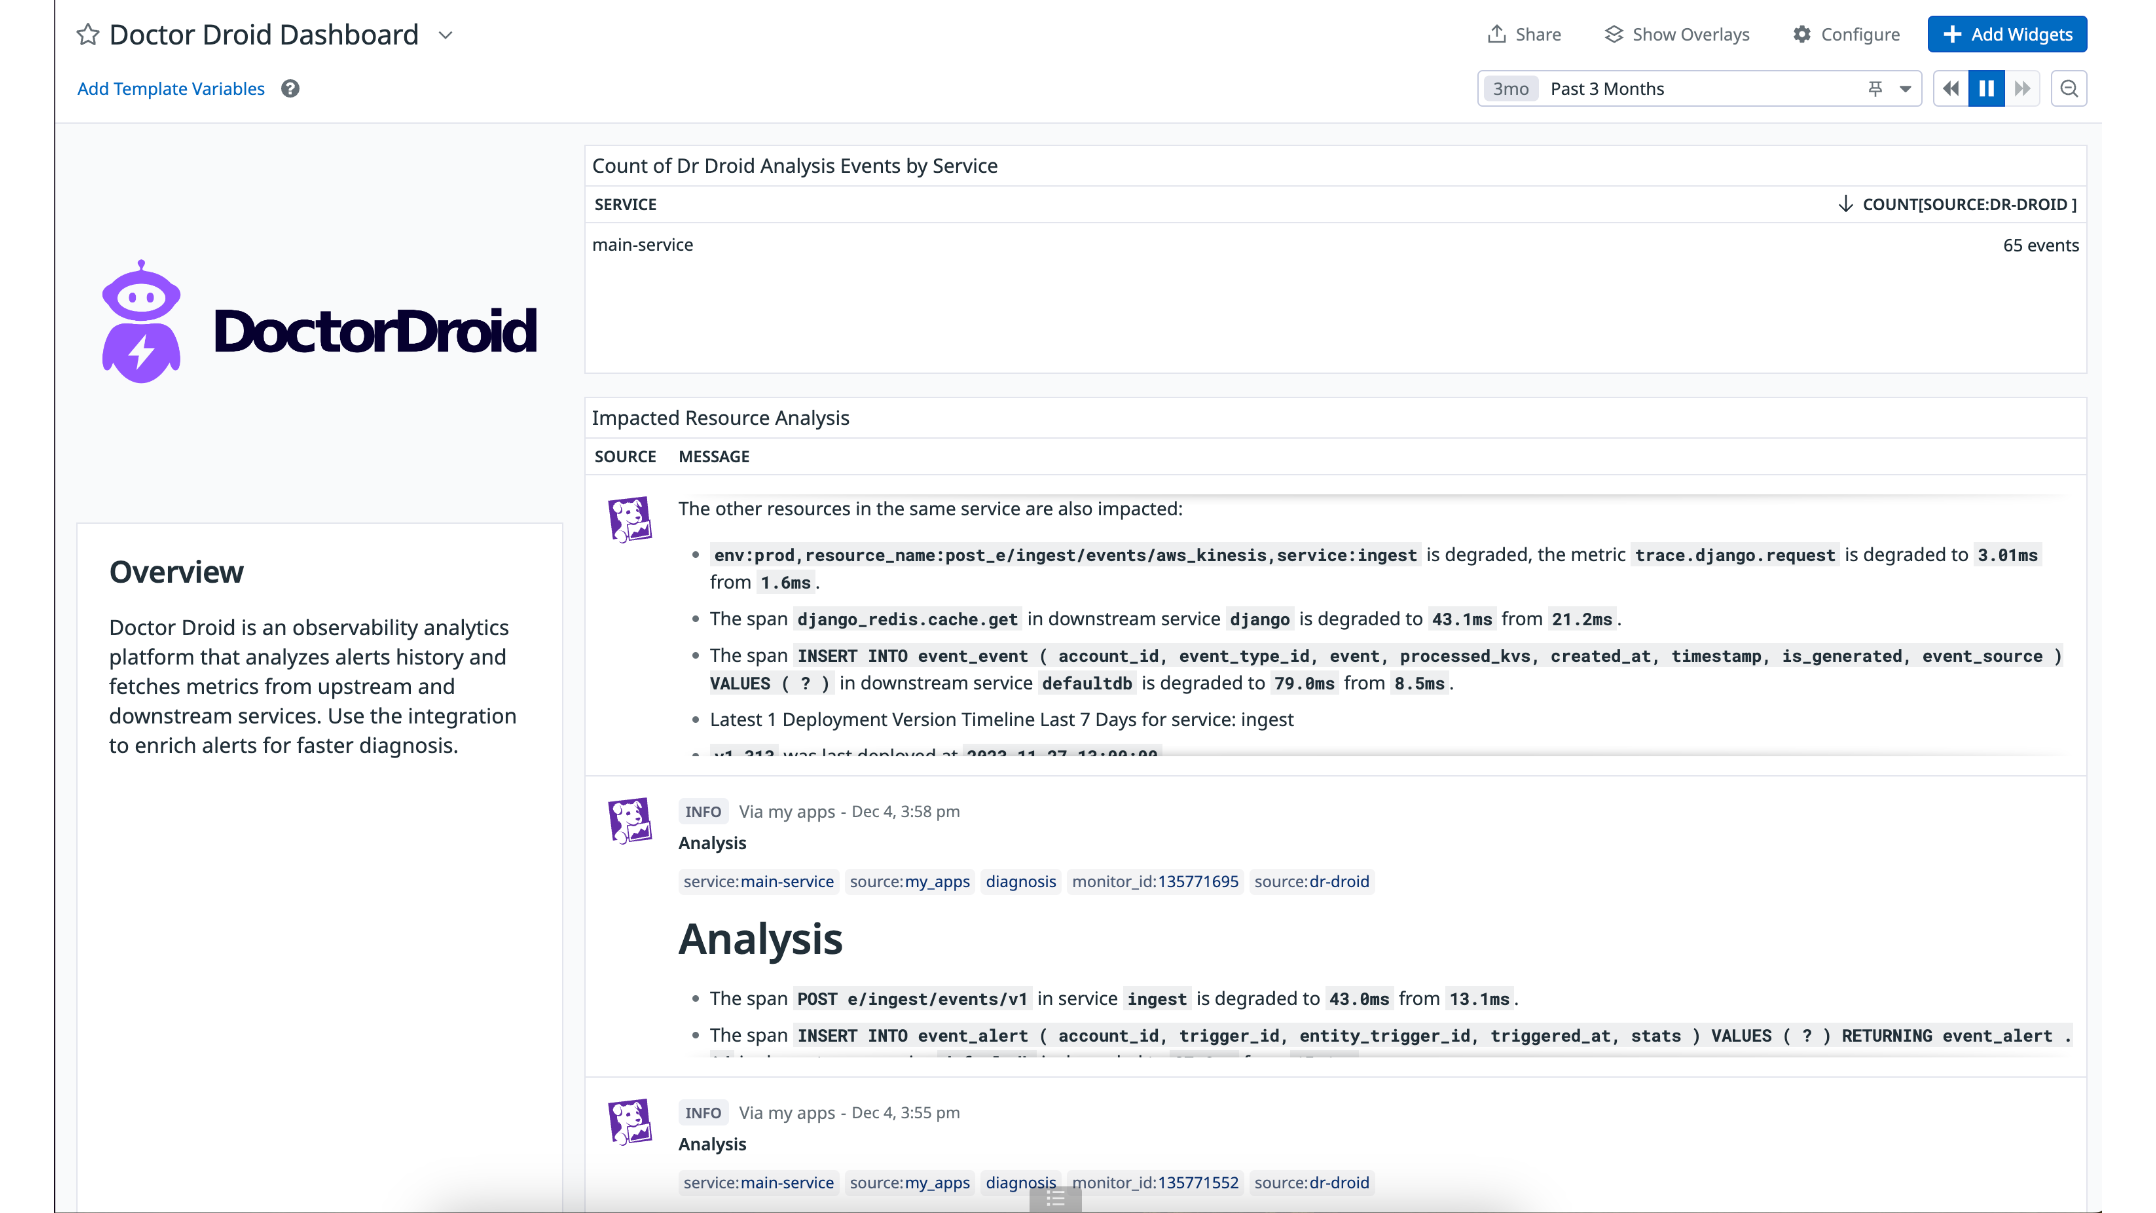 Doctor Droid Dashboard
Share
Show Overlays
Configure
Add Widgets
Add Template Variables
3mo Past 3 Months
DoctorDroid
Overview
Doctor Droid is an observability analytics
platform that analyzes alerts history and
fetches metrics from upstream and
downstream services. Use the integration
to enrich alerts for faster diagnosis.
Count of Dr Droid Analysis Events by Service
SERVICE COUNT[SOURCE:DR-DROID ]
main-service 65 events
Impacted Resource Analysis
SOURCE MESSAGE
The other resources in the same service are also impacted:
env:prod,resource_name:post_e/ingest/events/aws_kinesis,service:ingest is degraded, the metric trace.django.request is degraded to 3.01ms
from 1.6ms.
The span django_redis.cache.get in downstream service django is degraded to 43.1ms from 21.2ms.
The span INSERT INTO event_event ( account_id, event_type_id, event, processed_kvs, created_at, timestamp, is_generated, event_source )
VALUES ( ? ) in downstream service defaultdb is degraded to 79.0ms from 8.5ms.
Latest 1 Deployment Version Timeline Last 7 Days for service: ingest
v1.313 was last deployed at 2023-11-27 13:00:00
INFO Via my apps - Dec 4, 3:58 pm
Analysis
service:main-service source:my_apps diagnosis monitor_id:135771695 source:dr-droid
Analysis
The span POST e/ingest/events/v1 in service ingest is degraded to 43.0ms from 13.1ms.
The span INSERT INTO event_alert ( account_id, trigger_id, entity_trigger_id, triggered_at, stats ) VALUES ( ? ) RETURNING event_alert .
INFO Via my apps - Dec 4, 3:55 pm
Analysis
service:main-service source:my_apps diagnosis monitor_id:135771552 source:dr-droid